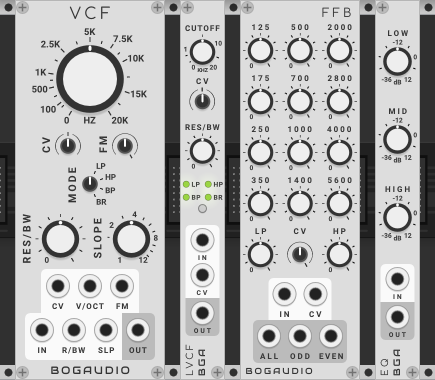 VCF
5K
2.5K 7.5K
1K 10K
500 15K
100
0 HZ 20K
CV FM
MODE
LP
HP
BP
BR
RES/BW
SLOPE
1 2 4 8 12
CV V/OCT FM
IN R/BW SLP OUT
BOGAUDIO
CUTOFF
1 10
0 KHZ 20
CV
RES/BW
LP HP
BP BR
IN
CV
OUT
LVCF
BGA
FFB
125 500 2000
175 700 2800
250 1000 4000
350 1400 5600
LP CV HP
IN CV
ALL ODD EVEN
BOGAUDIO
LOW
-12
0
-36 dB 12
MID
-12
0
-36 dB 12
HIGH
-12
0
-36 dB 12
IN
OUT
EQ
BGA